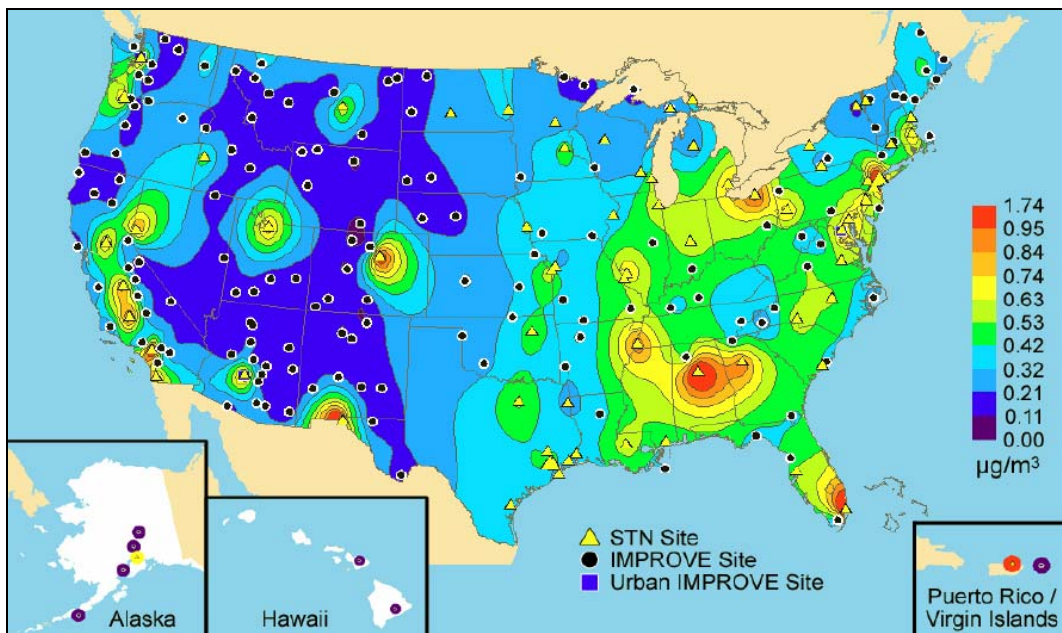 1.74
0.95
0.84
0.74
0.63
0.53
0.42
0.32
0.21
0.11
0.00
µg/m³
STN Site
IMPROVE Site
Urban IMPROVE Site
Alaska
Hawaii
Puerto Rico /
Virgin Islands